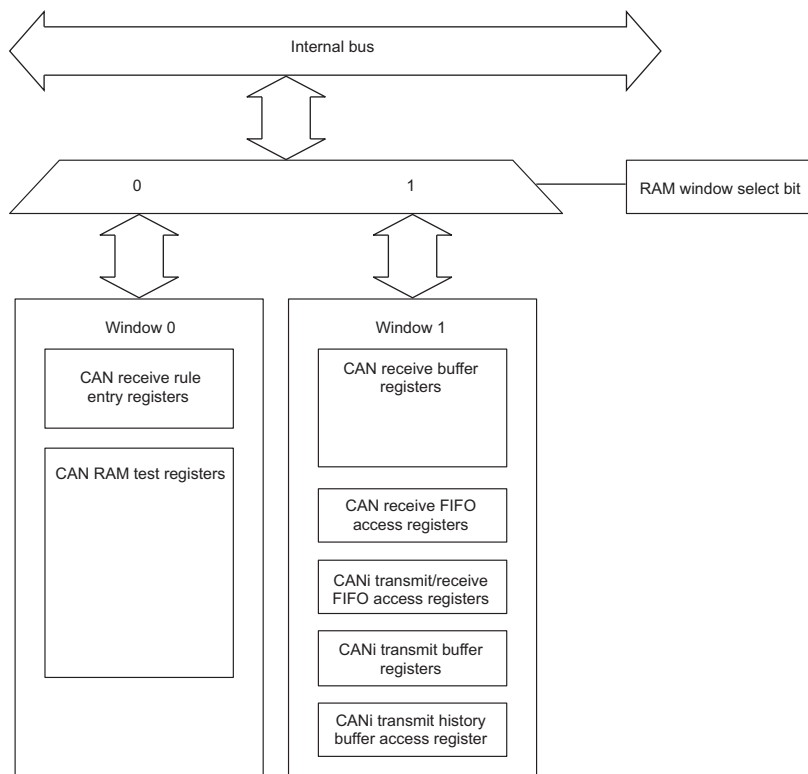 Internal bus
0
1
RAM window select bit
Window 0
CAN receive rule
entry registers
CAN RAM test registers
Window 1
CAN receive buffer
registers
CAN receive FIFO
access registers
CANi transmit/receive
FIFO access registers
CANi transmit buffer
registers
CANi transmit history
buffer access register